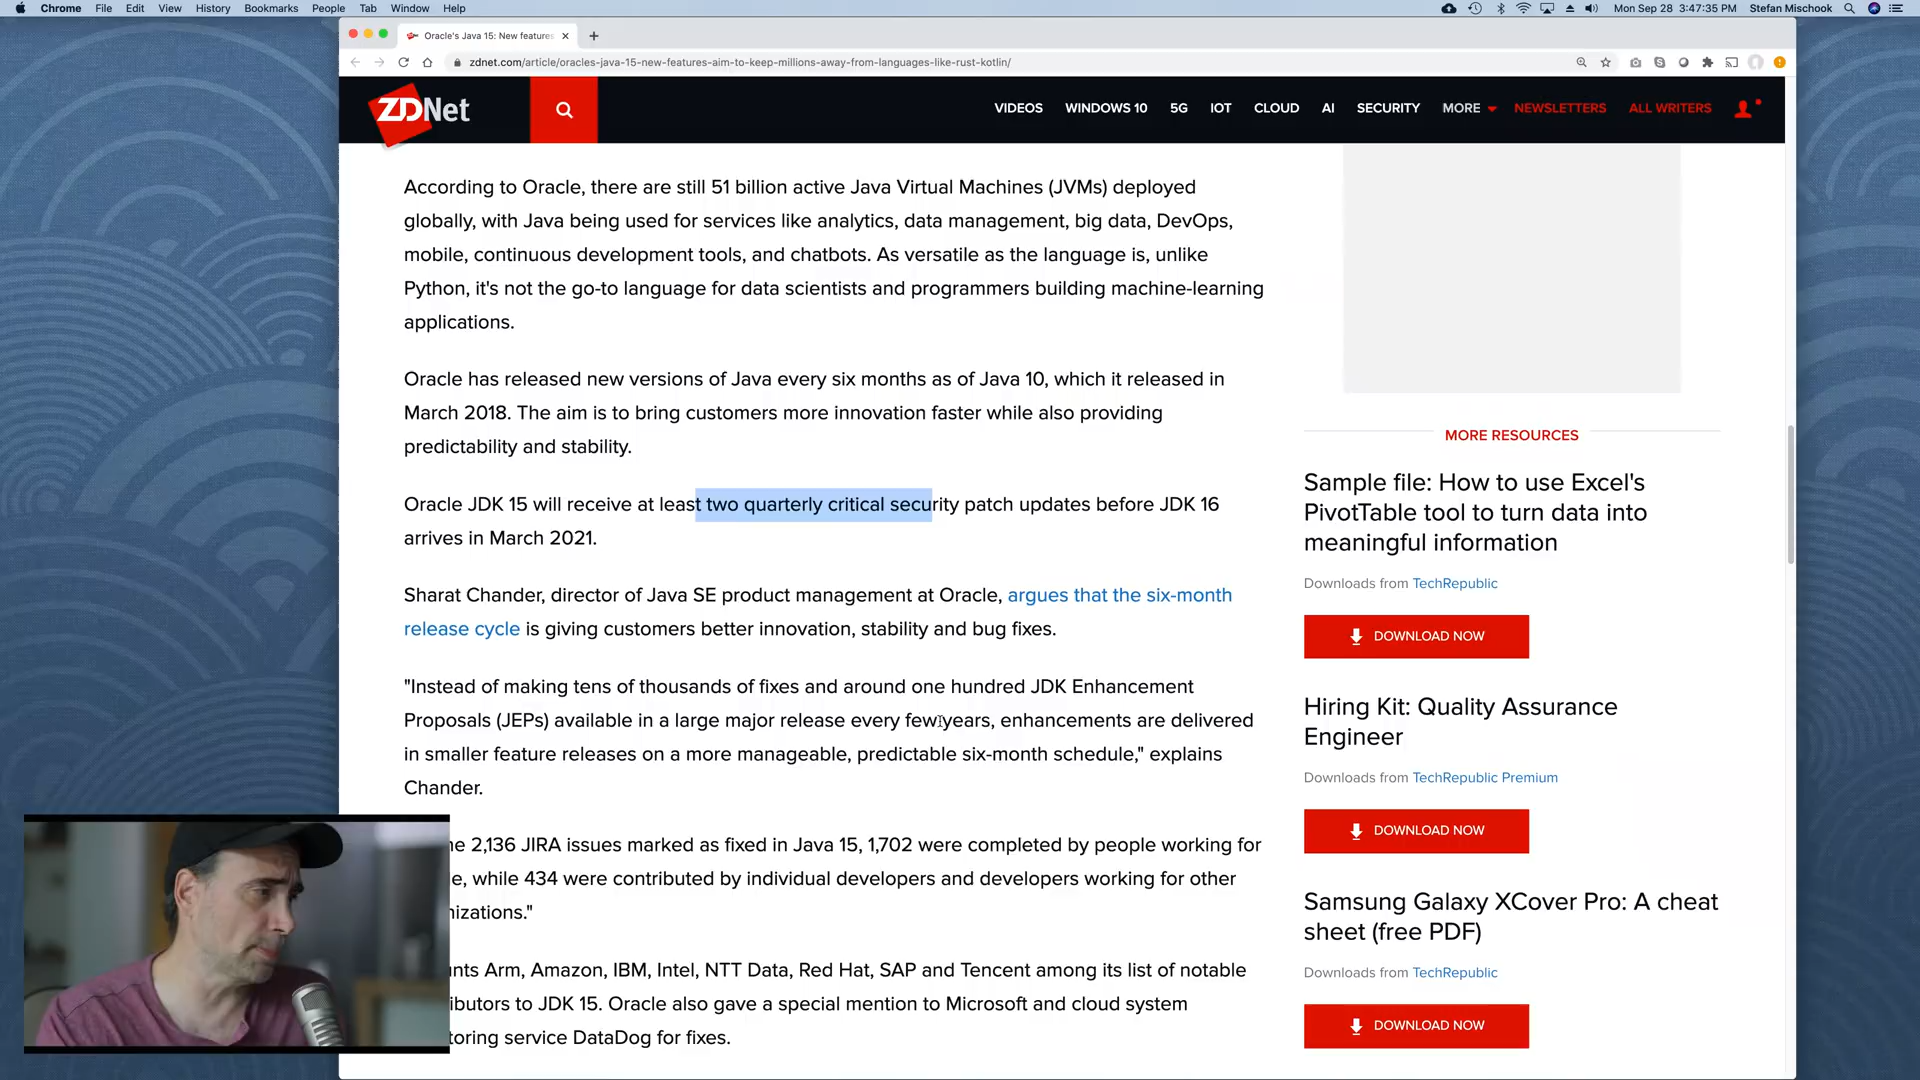 Chrome File Edit View History Bookmarks People Tab Window Help
Mon Sep 28 3:47:35 PM Stefan Mischook
Oracle's Java 15: New features
zdnet.com/article/oracles-java-15-new-features-aim-to-keep-millions-away-from-languages-like-rust-kotlin/
ZDNet
VIDEOS WINDOWS 10 5G IOT CLOUD AI SECURITY MORE NEWSLETTERS ALL WRITERS
According to Oracle, there are still 51 billion active Java Virtual Machines (JVMs) deployed
globally, with Java being used for services like analytics, data management, big data, DevOps,
mobile, continuous development tools, and chatbots. As versatile as the language is, unlike
Python, it's not the go-to language for data scientists and programmers building machine-learning
applications.
Oracle has released new versions of Java every six months as of Java 10, which it released in
March 2018. The aim is to bring customers more innovation faster while also providing
predictability and stability.
Oracle JDK 15 will receive at least two quarterly critical security patch updates before JDK 16
arrives in March 2021.
Sharat Chander, director of Java SE product management at Oracle, argues that the six-month
release cycle is giving customers better innovation, stability and bug fixes.
"Instead of making tens of thousands of fixes and around one hundred JDK Enhancement
Proposals (JEPs) available in a large major release every few years, enhancements are delivered
in smaller feature releases on a more manageable, predictable six-month schedule," explains
Chander.
e 2,136 JIRA issues marked as fixed in Java 15, 1,702 were completed by people working for
e, while 434 were contributed by individual developers and developers working for other
nizations."
nts Arm, Amazon, IBM, Intel, NTT Data, Red Hat, SAP and Tencent among its list of notable
ibutors to JDK 15. Oracle also gave a special mention to Microsoft and cloud system
toring service DataDog for fixes.
MORE RESOURCES
Sample file: How to use Excel's
PivotTable tool to turn data into
meaningful information
Downloads from TechRepublic
DOWNLOAD NOW
Hiring Kit: Quality Assurance
Engineer
Downloads from TechRepublic Premium
DOWNLOAD NOW
Samsung Galaxy XCover Pro: A cheat
sheet (free PDF)
Downloads from TechRepublic
DOWNLOAD NOW